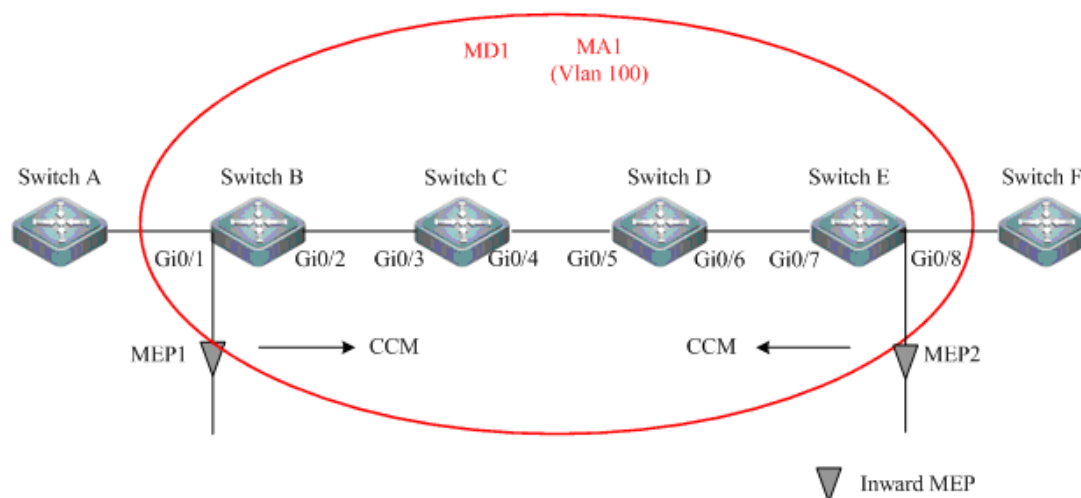 MD1
MA1
(Vlan 100)
Switch A
Switch B
Switch C
Switch D
Switch E
Switch F
Gi0/1
Gi0/2
Gi0/3
Gi0/4
Gi0/5
Gi0/6
Gi0/7
Gi0/8
MEP1
CCM
CCM
MEP2
Inward MEP